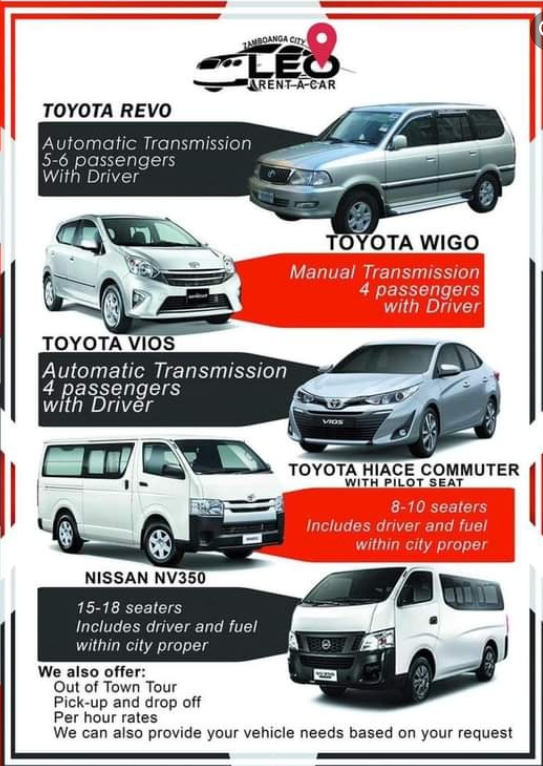 ZAMBOANGA CITY
LEO
RENT-A-CAR
TOYOTA REVO
Automatic Transmission
5-6 passengers
With Driver
TOYOTA WIGO
Manual Transmission
4 passengers
with Driver
TOYOTA VIOS
Automatic Transmission
4 passengers
with Driver
VIOS
TOYOTA HIACE COMMUTER
WITH PILOT SEAT
8-10 seaters
Includes driver and fuel
within city proper
NISSAN NV350
15-18 seaters
Includes driver and fuel
within city proper
We also offer:
Out of Town Tour
Pick-up and drop off
Per hour rates
We can also provide your vehicle needs based on your request